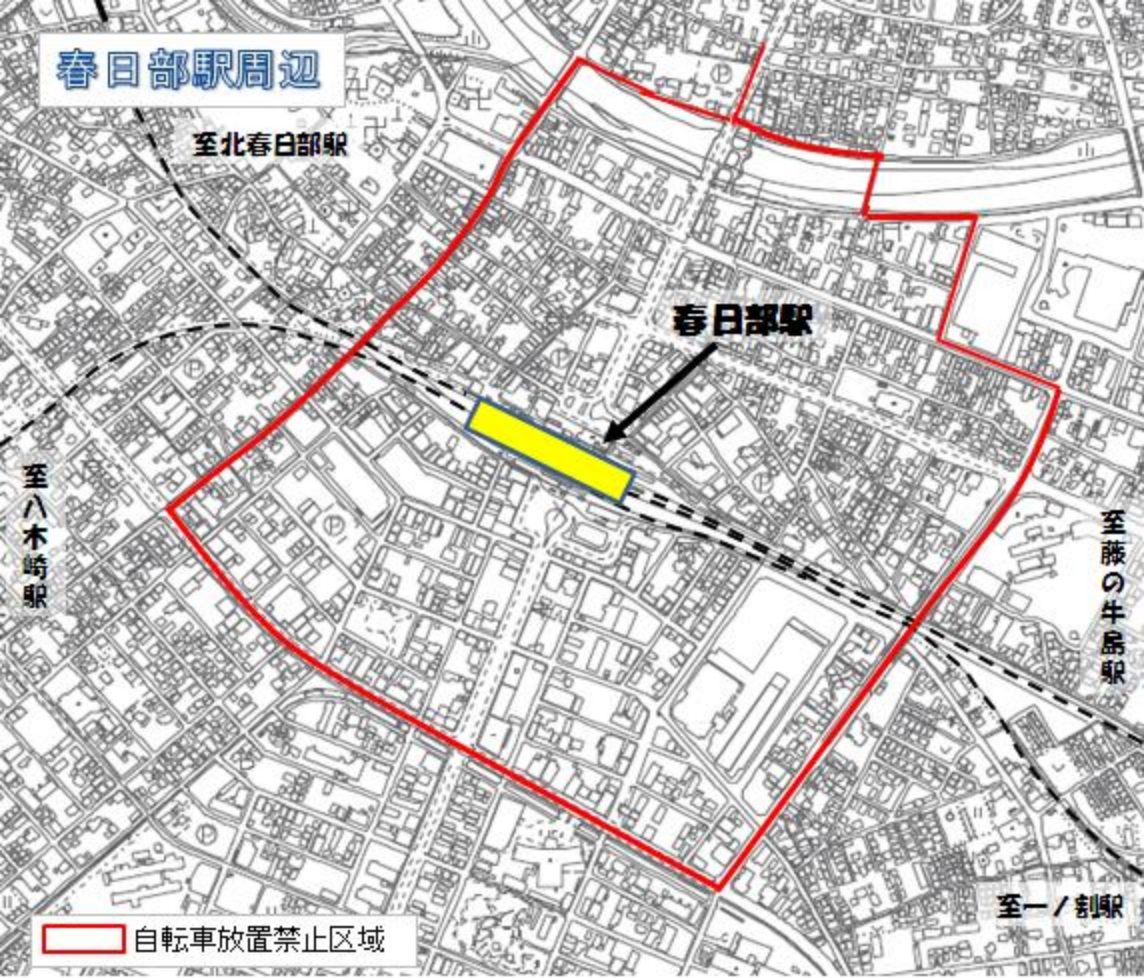 春日部駅周辺
至北春日部駅
春日部駅
至八木崎駅
至藤の牛島駅
至一ノ割駅
自転車放置禁止区域